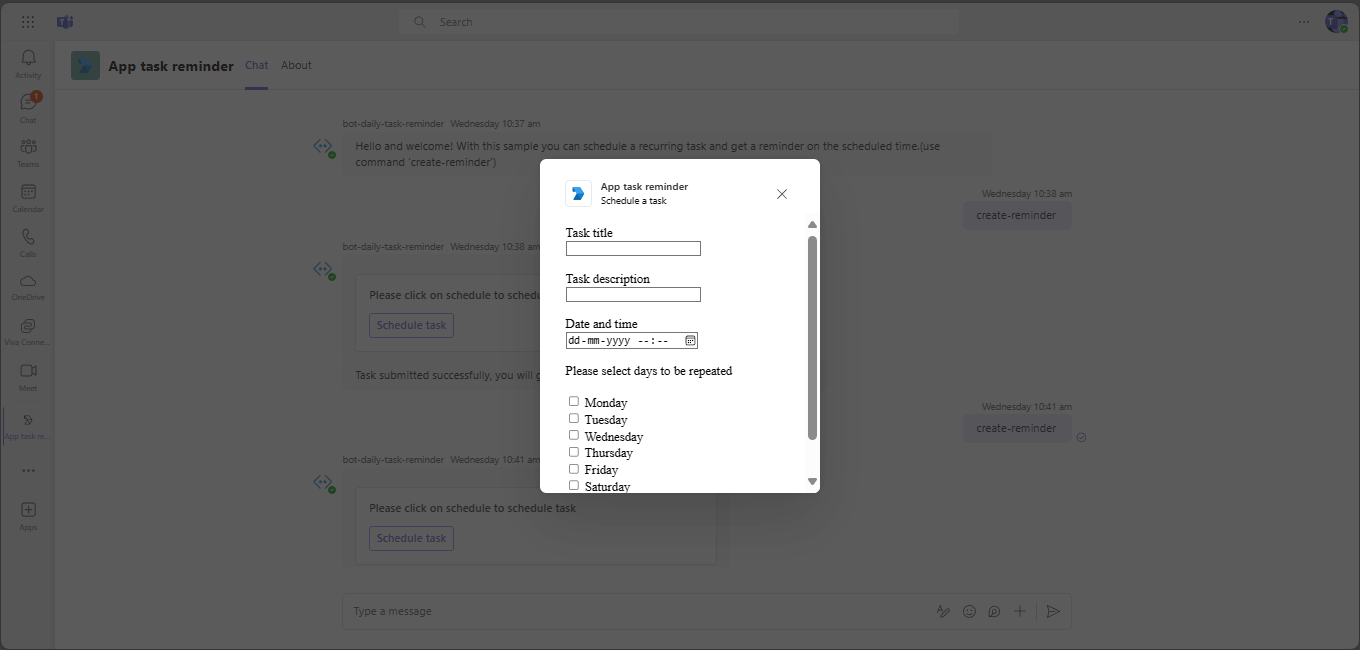 Search
Activity
1
Chat
Teams
Calendar
Calls
OneDrive
Viva Conne...
Meet
App task re...
Apps
App task reminder
Chat
About
bot-daily-task-reminder Wednesday 10:37 am
Hello and welcome! With this sample you can schedule a recurring task and get a reminder on the scheduled time.(use
command 'create-reminder')
Wednesday 10:38 am
create-reminder
bot-daily-task-reminder Wednesday 10:38 am
Please click on schedule to schedu
Schedule task
Task submitted successfully, you will g
Wednesday 10:41 am
create-reminder
bot-daily-task-reminder Wednesday 10:41 am
Please click on schedule to schedule task
Schedule task
Type a message
App task reminder
Schedule a task
Task title
Task description
Date and time
dd-mm-yyyy --:--
Please select days to be repeated
Monday
Tuesday
Wednesday
Thursday
Friday
Saturday